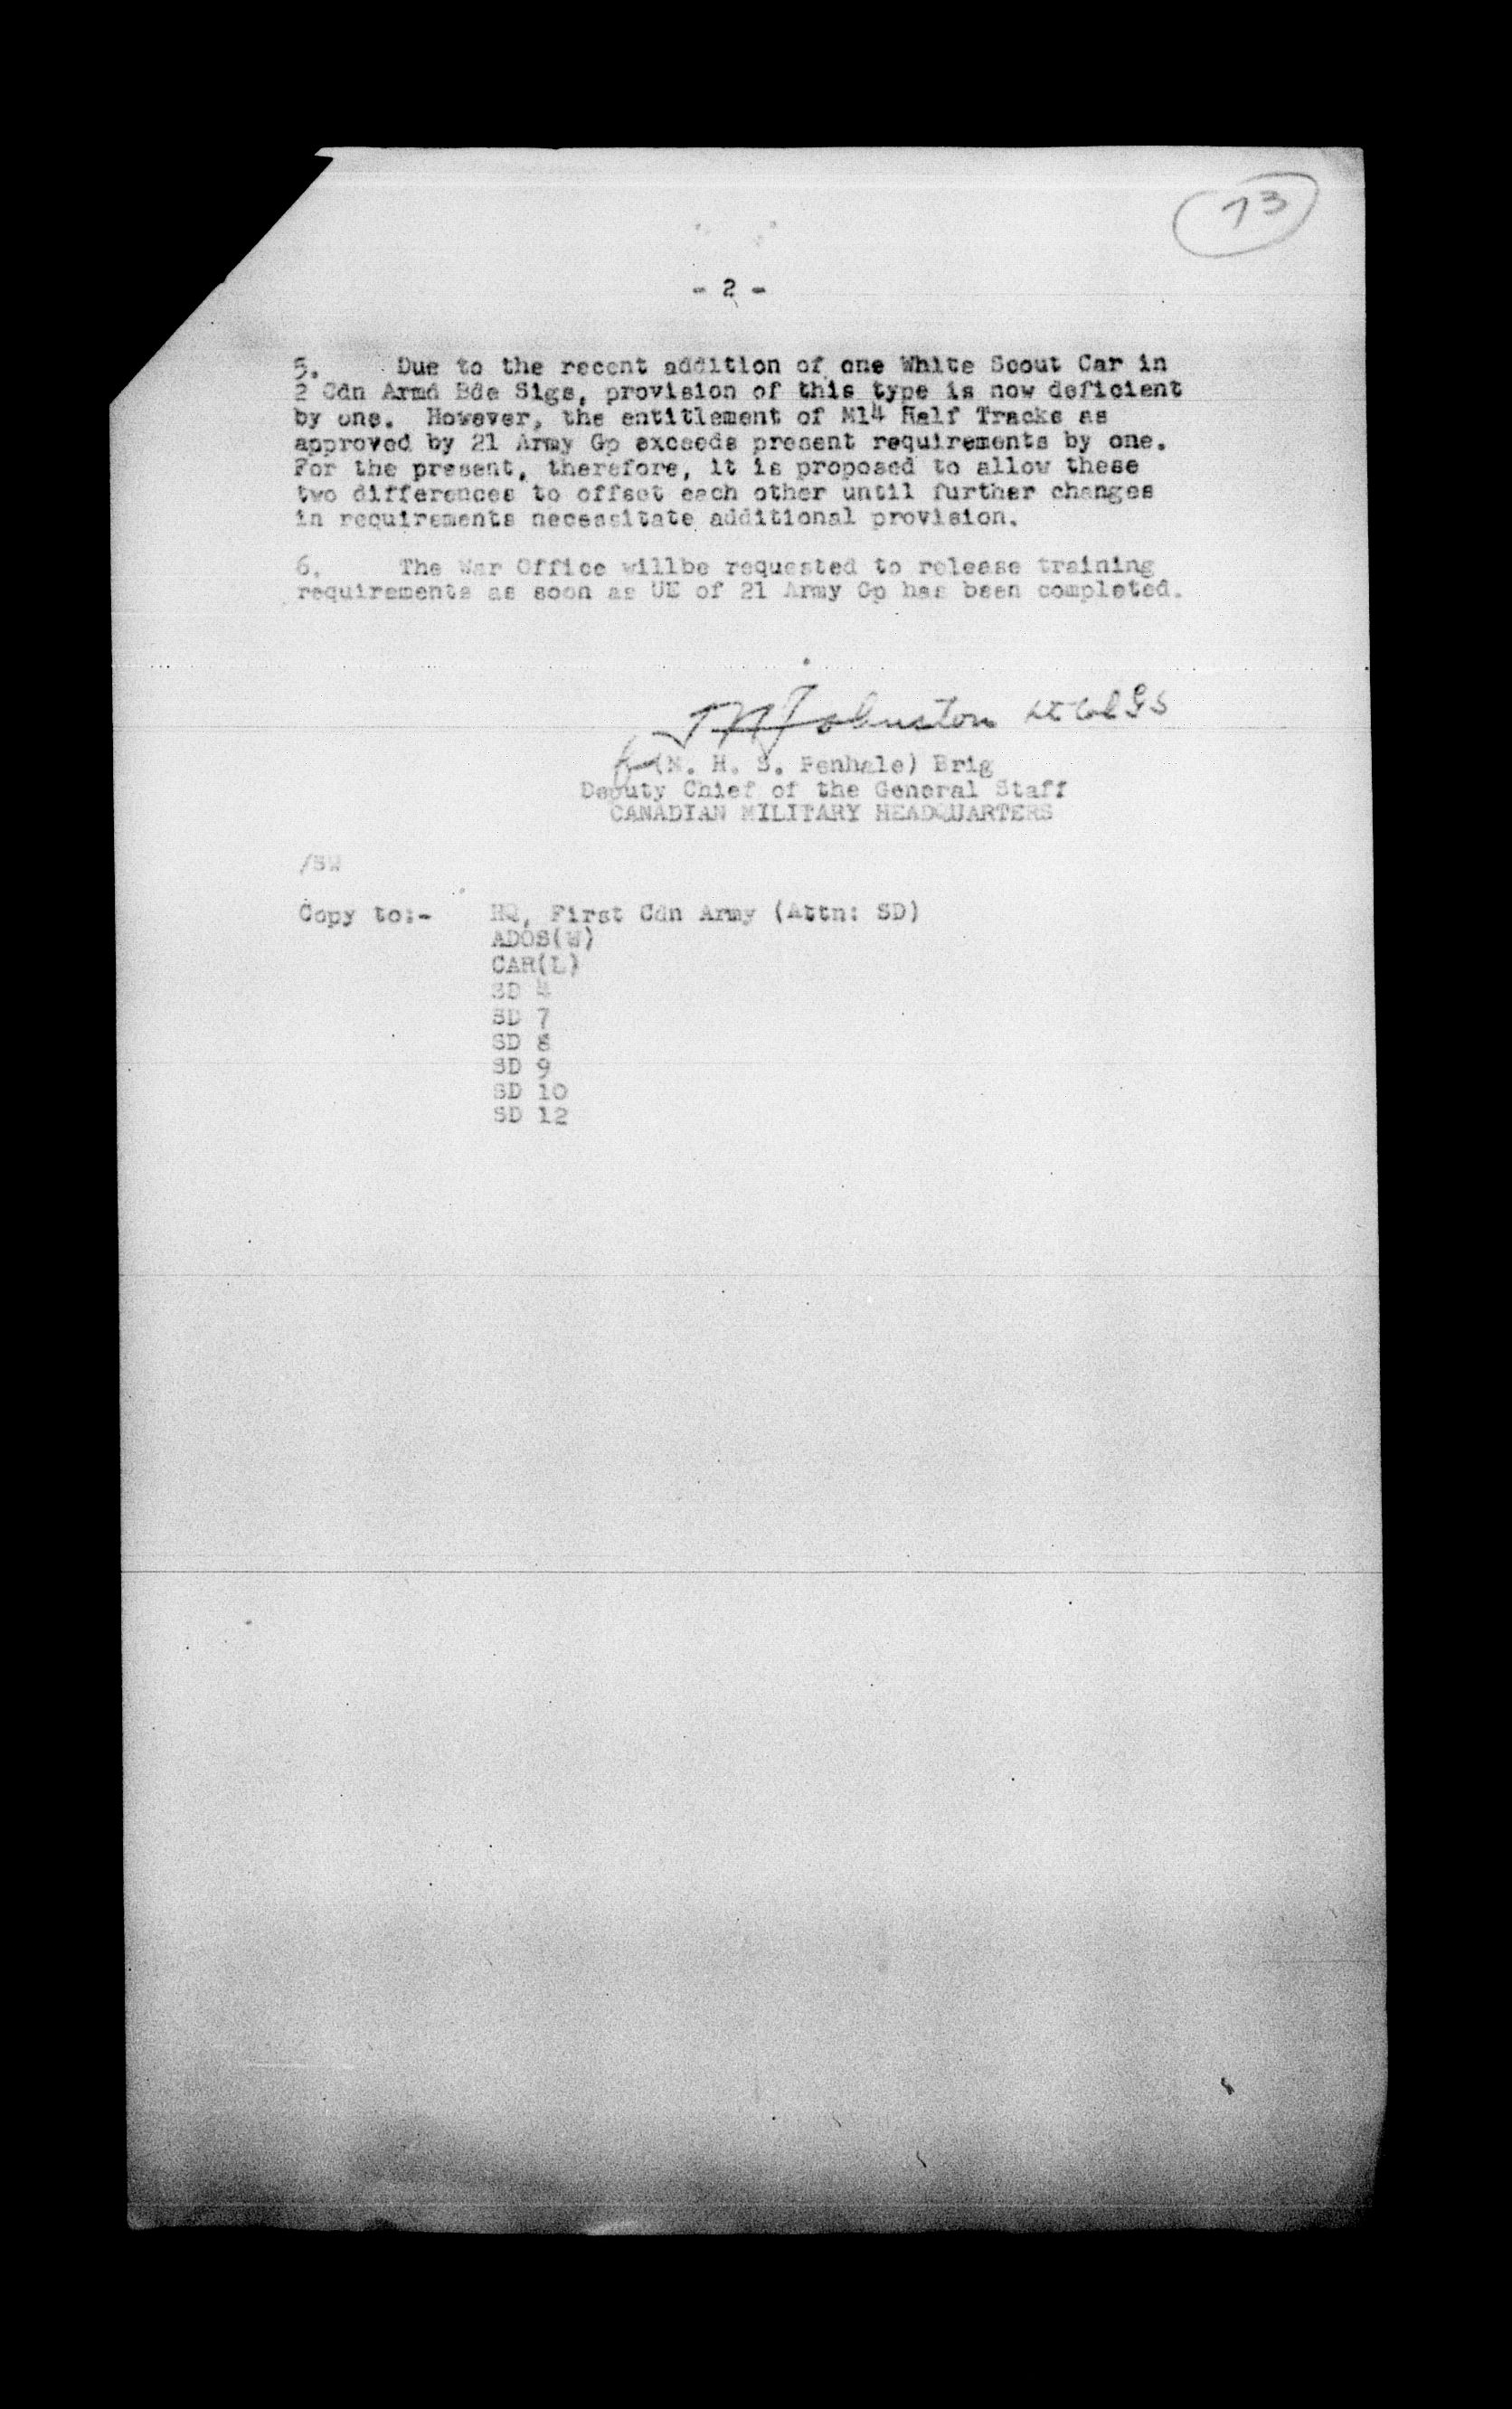 73
- 2 -
5. Due to the recent addition of one White Scout Car in
2 Cdn Armd Bde Sigs, provision of this type is now deficient
by one. However, the entitlement of M14 Half Tracks as
approved by 21 Army Gp exceeds present requirements by one.
For the present, therefore, it is proposed to allow these
two differences to offset each other until further changes
in requirements necessitate additional provision.
6. The War Office willbe requested to release training
requirements as soon as UE of 21 Army Gp has been completed.
Johnston Lt Col GS
(M. H. S. Penhale) Brig
Deputy Chief of the General Staff
CANADIAN MILITARY HEADQUARTERS
/SW
Copy to:- HQ, First Cdn Army (Attn: SD)
ADOS(W)
CAR(L)
SD 4
SD 7
SD 8
SD 9
SD 10
SD 12